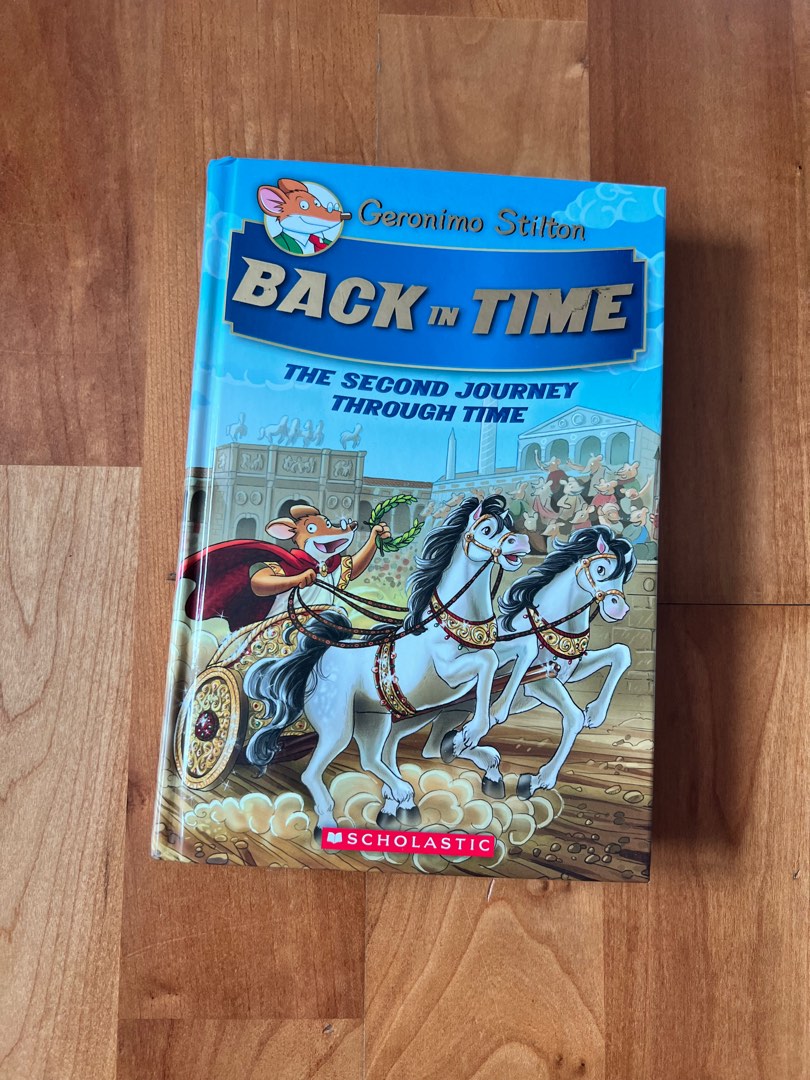 Geronimo Stilton
BACK IN TIME
THE SECOND JOURNEY
THROUGH TIME
SCHOLASTIC